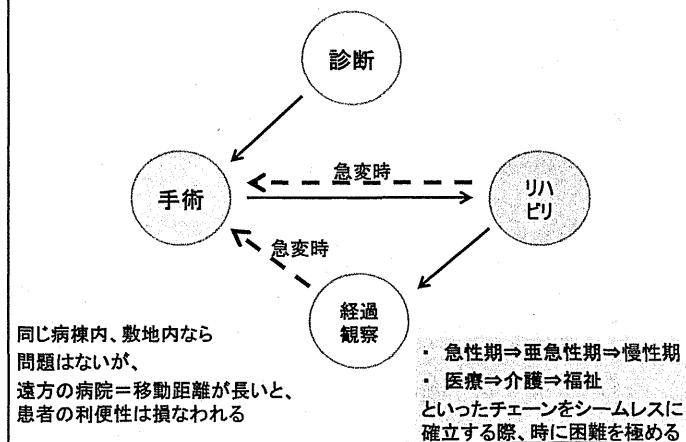 診断
急変時
手術
リハ
ビリ
急変時
経過
観察
同じ病棟内、敷地内なら
問題はないが、
遠方の病院＝移動距離が長いと、
患者の利便性は損なわれる
・ 急性期⇒亜急性期⇒慢性期
・ 医療⇒介護⇒福祉
といったチェーンをシームレスに
確立する際、時に困難を極める